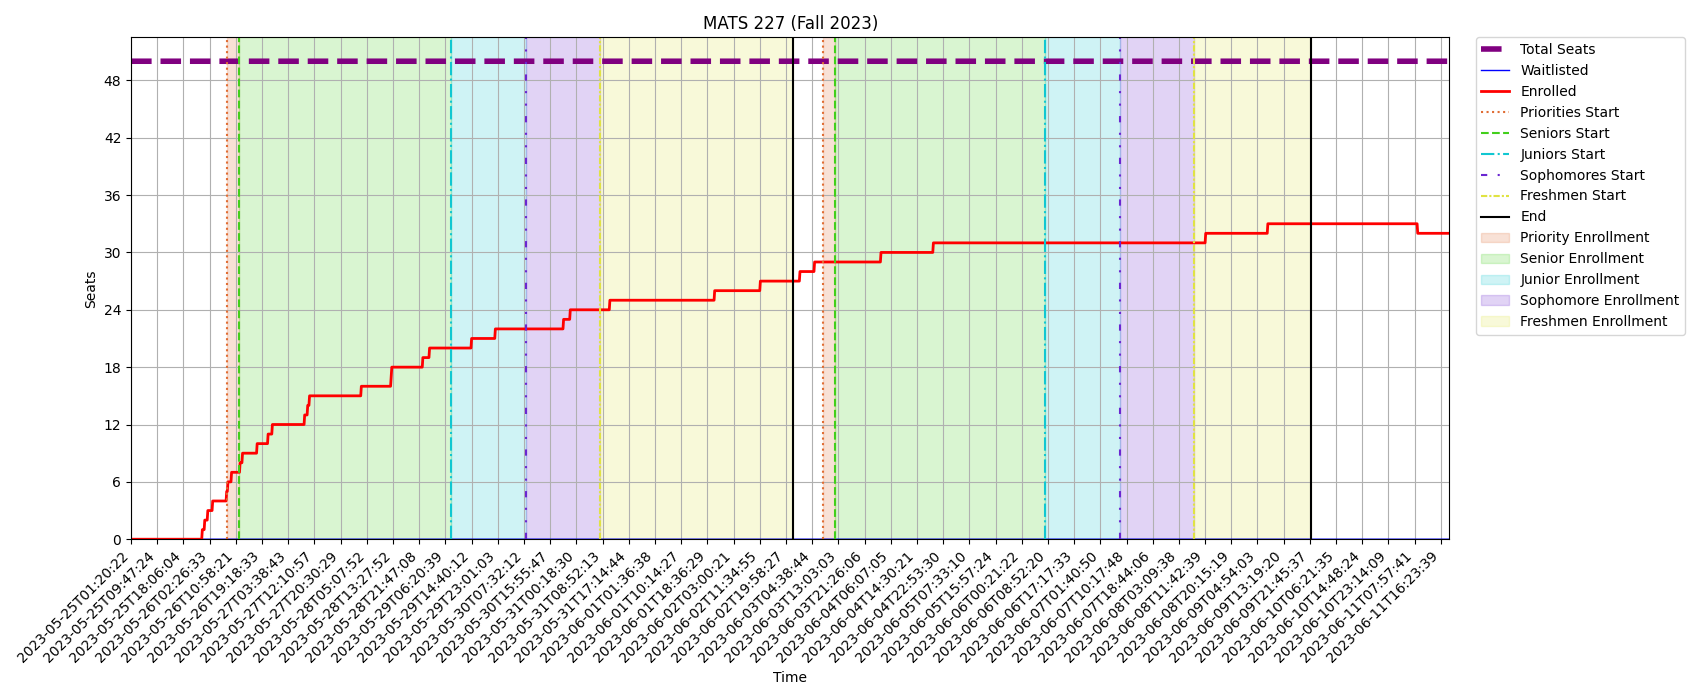 MATS 227 (Fall 2023)
Seats
48
42
36
30
24
18
12
6
0
2023-05-25T01:20:22
2023-05-25T09:47:24
2023-05-25T18:06:04
2023-05-26T02:26:33
2023-05-26T10:58:21
2023-05-26T19:18:33
2023-05-27T03:38:43
2023-05-27T12:10:57
2023-05-27T20:30:29
2023-05-28T05:07:52
2023-05-28T13:27:52
2023-05-28T21:47:08
2023-05-29T06:20:39
2023-05-29T14:40:12
2023-05-29T23:01:03
2023-05-30T07:32:12
2023-05-30T15:55:47
2023-05-31T00:18:30
2023-05-31T08:52:13
2023-05-31T17:14:44
2023-06-01T01:36:38
2023-06-01T10:14:27
2023-06-01T18:36:29
2023-06-02T03:00:21
2023-06-02T11:34:55
2023-06-02T19:58:27
2023-06-03T04:38:44
2023-06-03T13:03:03
2023-06-03T21:26:06
2023-06-04T06:07:05
2023-06-04T14:30:21
2023-06-04T22:53:30
2023-06-05T07:33:10
2023-06-05T15:57:24
2023-06-06T00:21:22
2023-06-06T08:52:20
2023-06-06T17:17:33
2023-06-07T01:40:50
2023-06-07T10:17:48
2023-06-07T18:44:06
2023-06-08T03:09:38
2023-06-08T11:42:39
2023-06-08T20:15:19
2023-06-09T04:54:03
2023-06-09T13:19:20
2023-06-09T21:45:37
2023-06-10T06:21:35
2023-06-10T14:48:24
2023-06-10T23:14:09
2023-06-11T07:57:41
2023-06-11T16:23:39
Time
Total Seats
Waitlisted
Enrolled
Priorities Start
Seniors Start
Juniors Start
Sophomores Start
Freshmen Start
End
Priority Enrollment
Senior Enrollment
Junior Enrollment
Sophomore Enrollment
Freshmen Enrollment